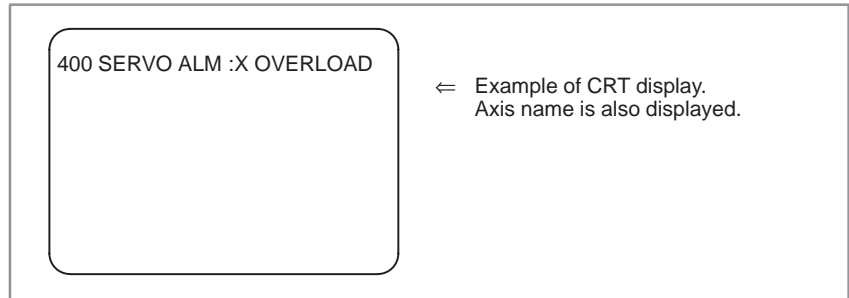 400 SERVO ALM :X OVERLOAD
⇐ Example of CRT display.
Axis name is also displayed.